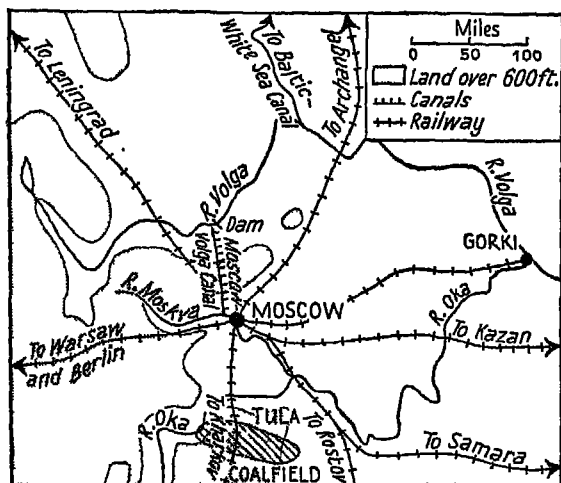 Miles
0 50 100
Land over 600ft.
Canals
Railway
To Leningrad
To Baltic-
White Sea Canal
To Archangel
R. Volga
R. Volga
Dam
Moscow
Volga Canal
GORKI
R. Moskva
MOSCOW
R. Oka
To Warsaw
and Berlin
To Kazan
R. Oka
To Kharkov
TULA
COALFIELD
To Rostov
To Samara